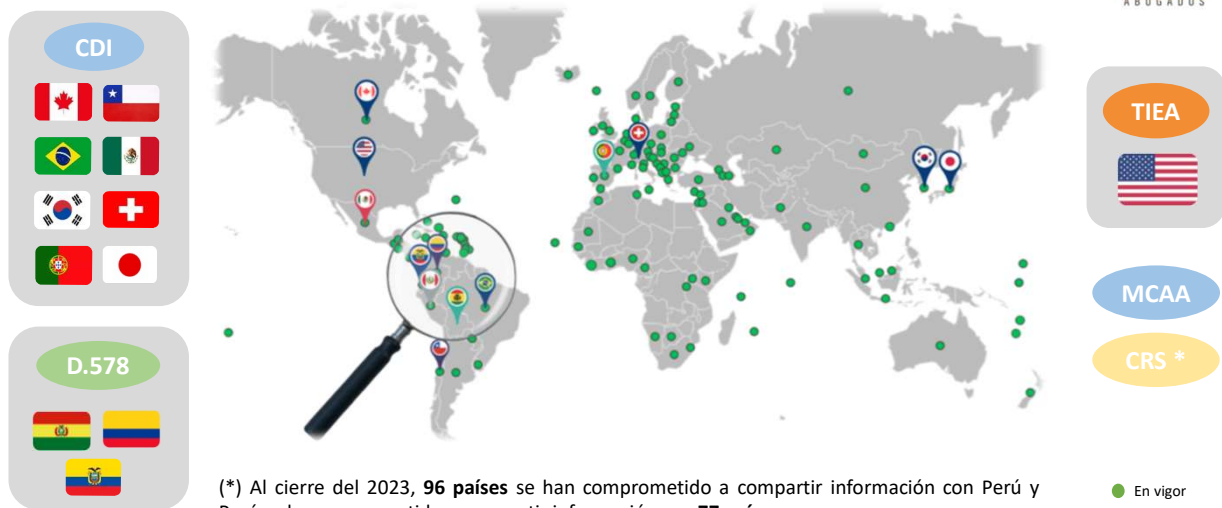 ABOGADOS
CDI
TIEA
MCAA
D.578
CRS *
(*) Al cierre del 2023, 96 países se han comprometido a compartir información con Perú y
En vigor